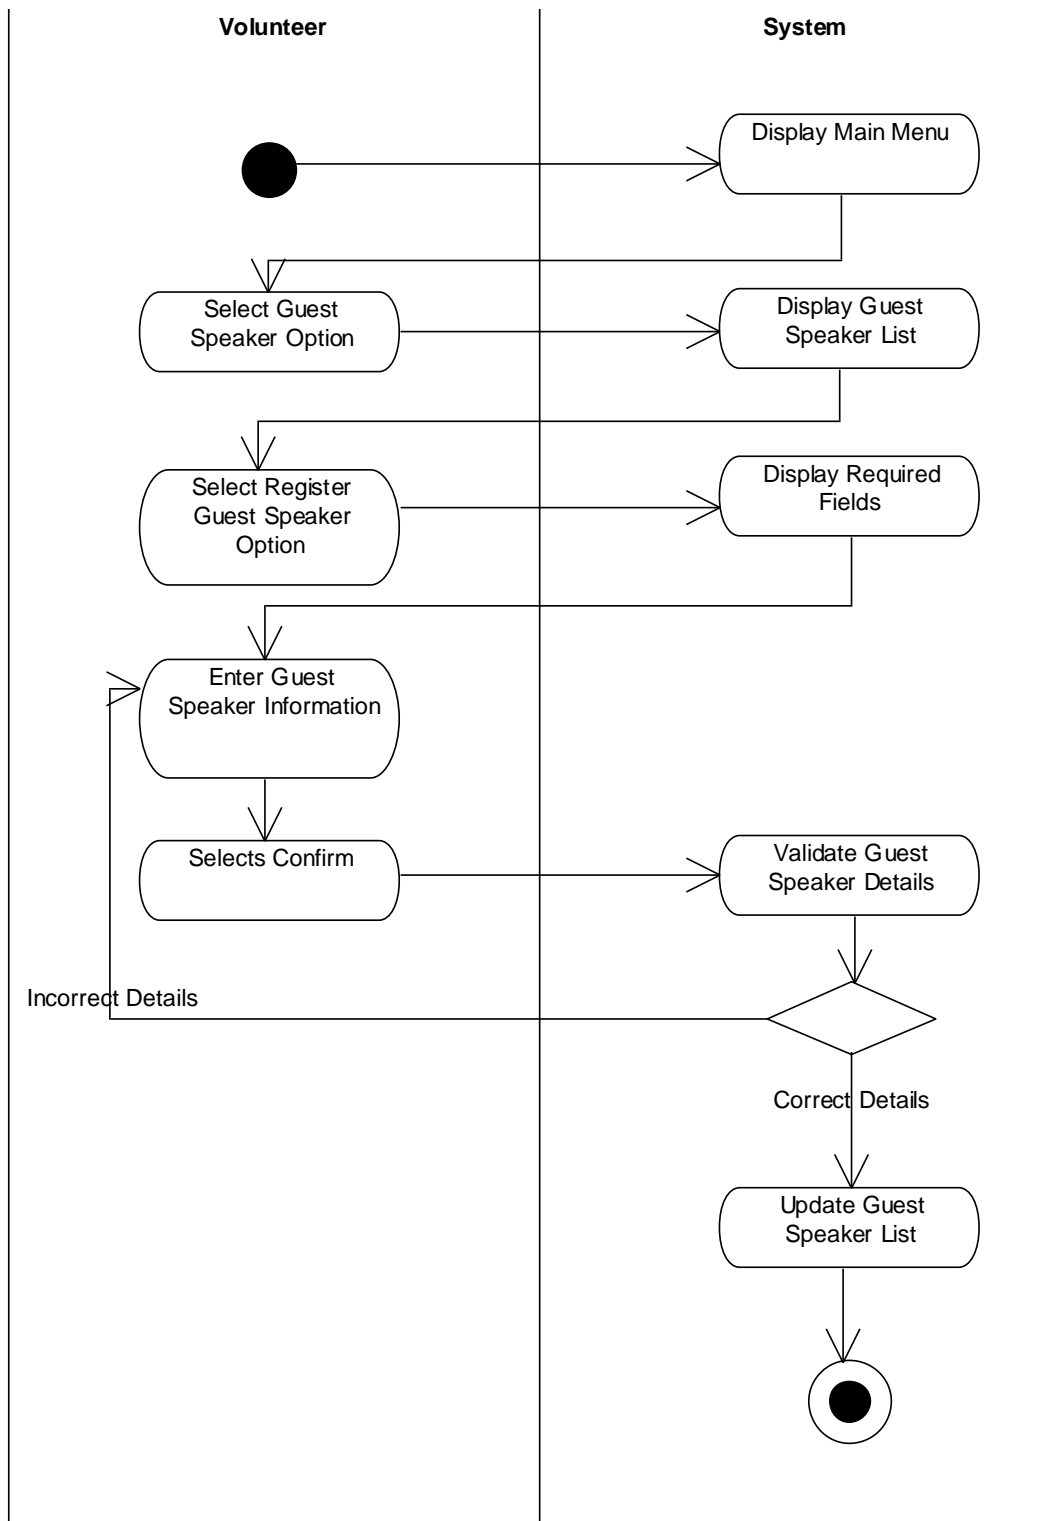 Volunteer
System
Display Main Menu
Select Guest
Speaker Option
Display Guest
Speaker List
Select Register
Guest Speaker
Option
Display Required
Fields
Enter Guest
Speaker Information
Selects Confirm
Validate Guest
Speaker Details
Incorrect Details
Correct Details
Update Guest
Speaker List